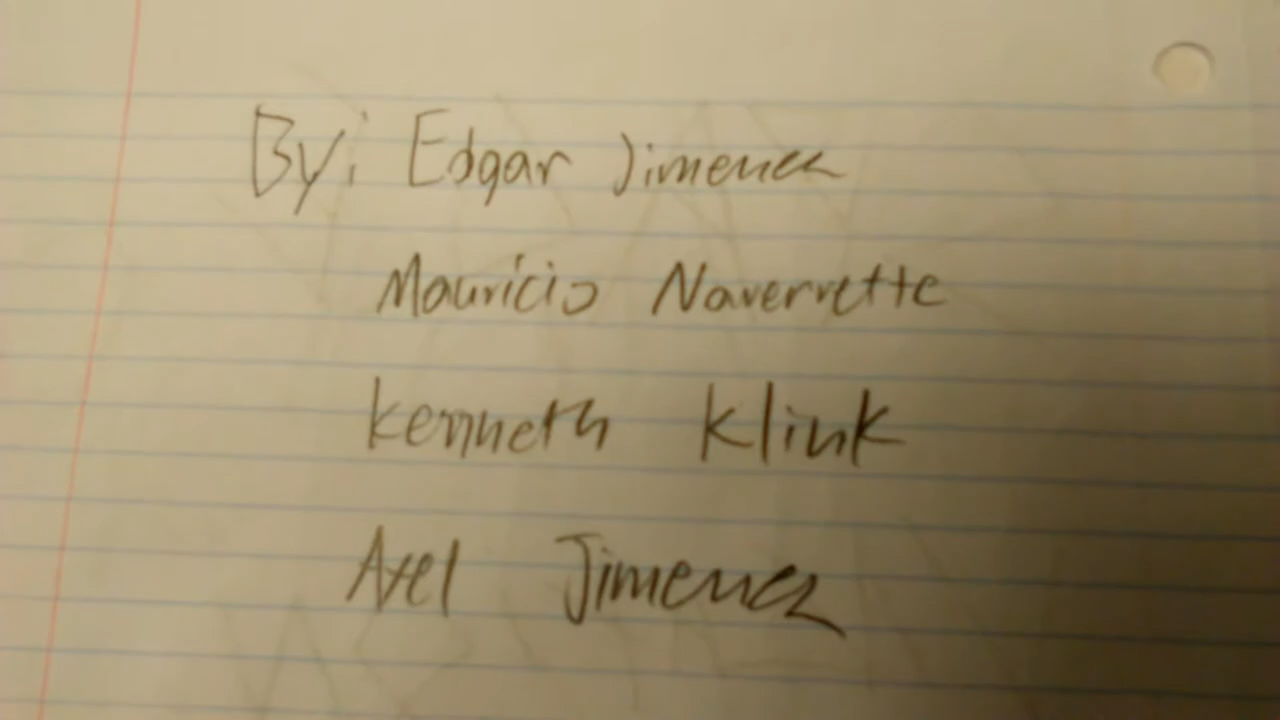 By: Edgar Jimenez
Mauricio Naverrette
Kenneth Klink
Axel Jimenez